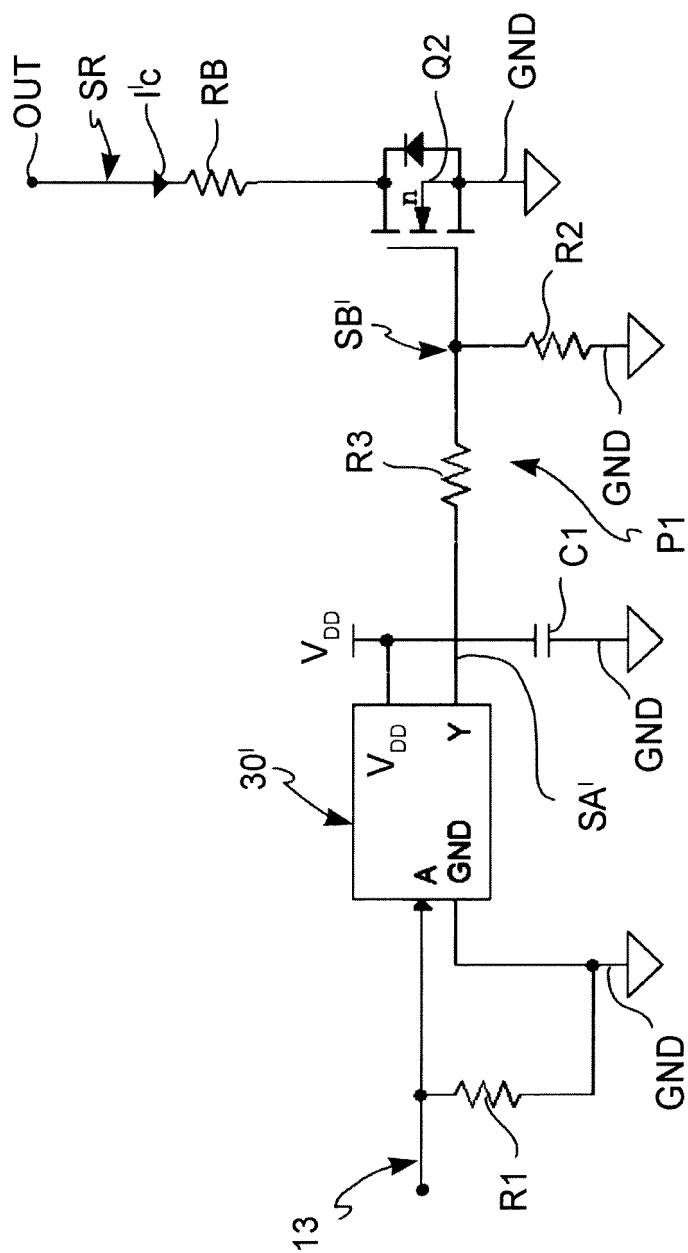 OUT
SR
I'c
RB
n
Q2
GND
SB'
R2
GND
R3
P1
V_DD
C1
GND
30'
V_DD
Y
A
GND
SA'
13
R1
GND